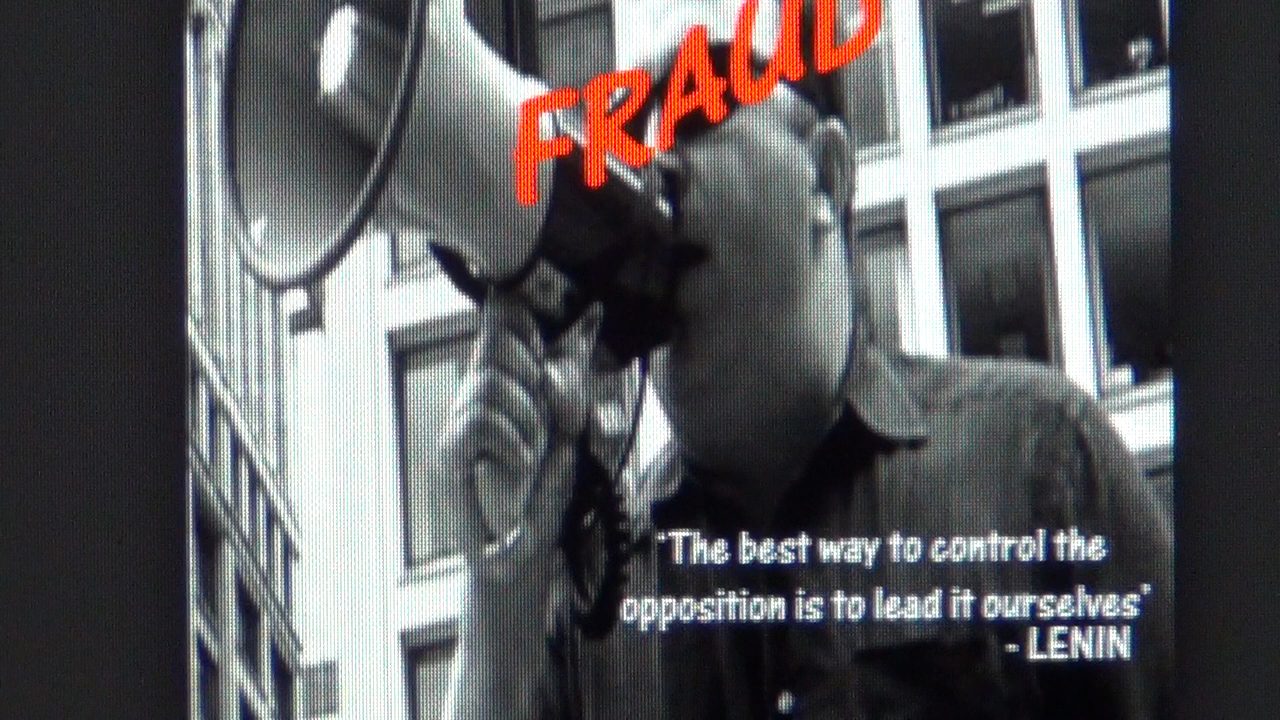 FRAUD
"The best way to control the
opposition is to lead it ourselves"
- LENIN